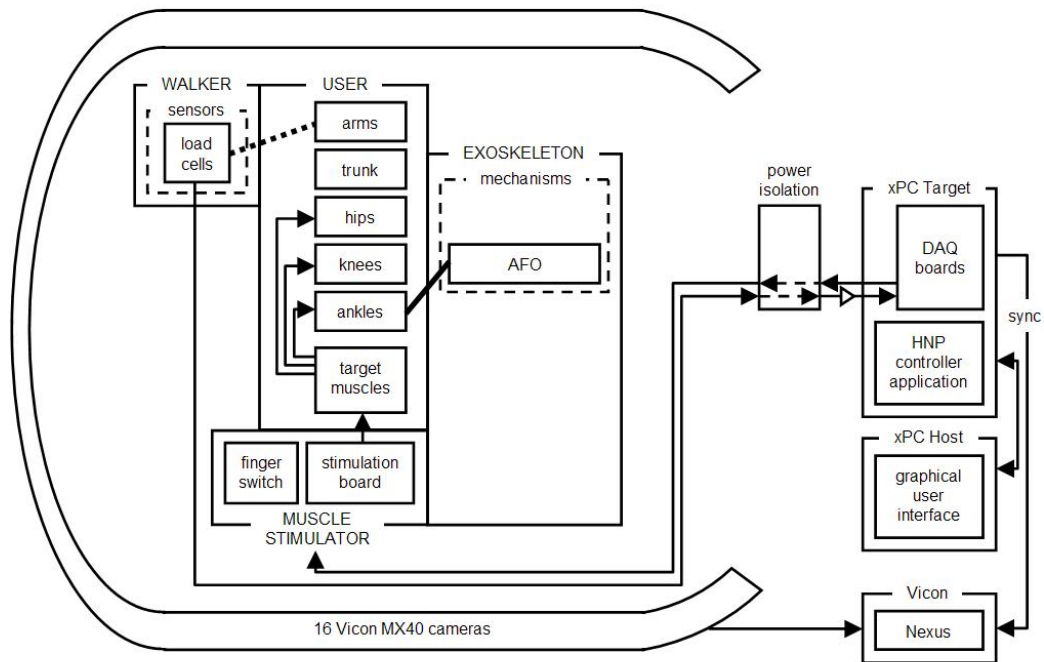 WALKER
sensors
load
cells
USER
arms
trunk
hips
knees
ankles
target
muscles
EXOSKELETON
mechanisms
AFO
finger
switch
stimulation
board
MUSCLE
STIMULATOR
16 Vicon MX40 cameras
power
isolation
xPC Target
DAQ
boards
HNP
controller
application
sync
xPC Host
graphical
user
interface
Vicon
Nexus